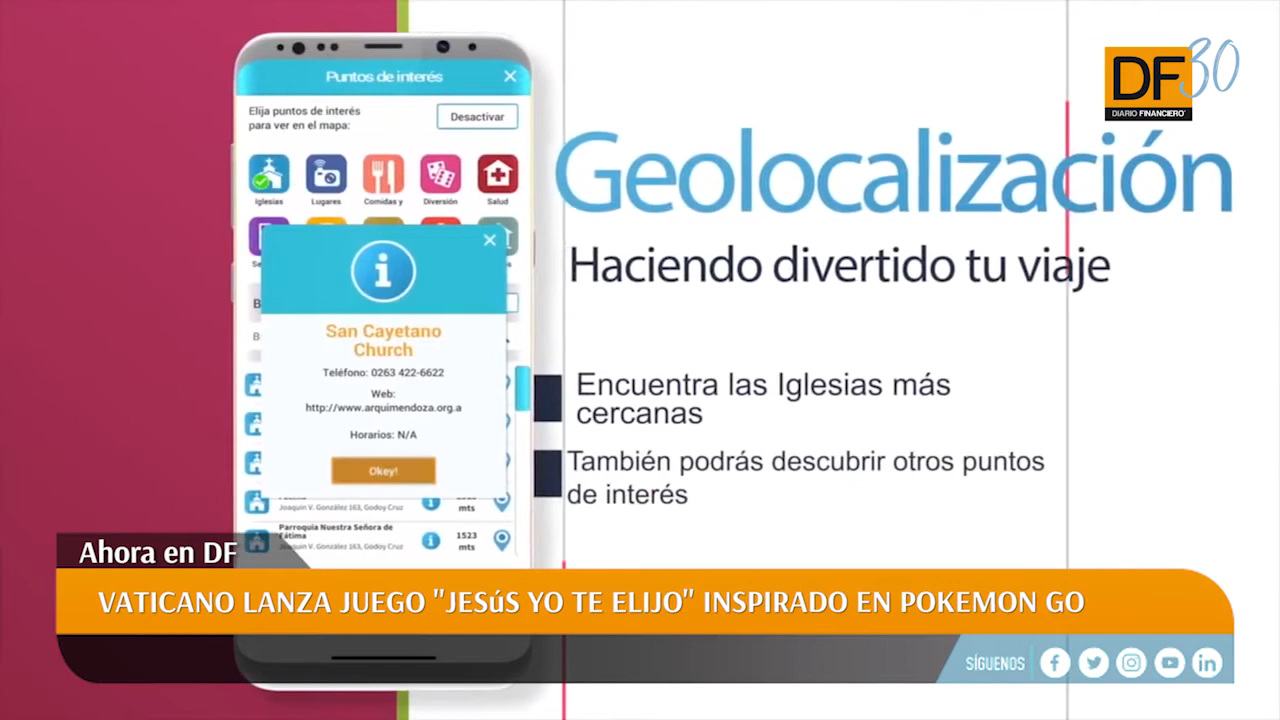 Puntos de interés
Elija puntos de interés
para ver en el mapa:
Desactivar
Iglesias
Lugares
Comidas y
Diversión
Salud
San Cayetano
Church
Teléfono: 0263 422-6622
Web:
http://www.arquimendoza.org.a
Horarios: N/A
Okey!
Joaquin V. González 163, Godoy Cruz
mts
Parroquia Nuestra Señora de
Fátima
Joaquin V. González 163, Godoy Cruz
1523
mts
DF
30
DIARIO FINANCIERO
Geolocalización
Haciendo divertido tu viaje
Encuentra las Iglesias más
cercanas
También podrás descubrir otros puntos
de interés
Ahora en DF
VATICANO LANZA JUEGO "JESúS YO TE ELIJO" INSPIRADO EN POKEMON GO
SÍGUENOS